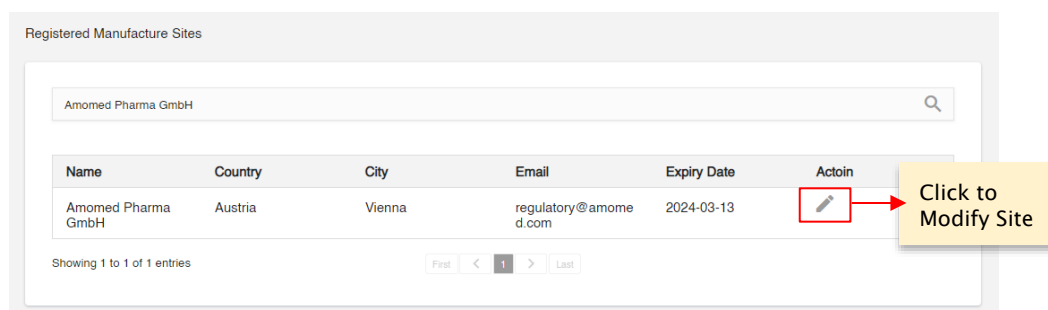 Registered Manufacture Sites
Amomed Pharma GmbH
Name Country City Email Expiry Date Actoin
Amomed Pharma Austria Vienna regulatory@amome 2024-03-13
GmbH d.com
Click to
Modify Site
Showing 1 to 1 of 1 entries First < 1 > Last